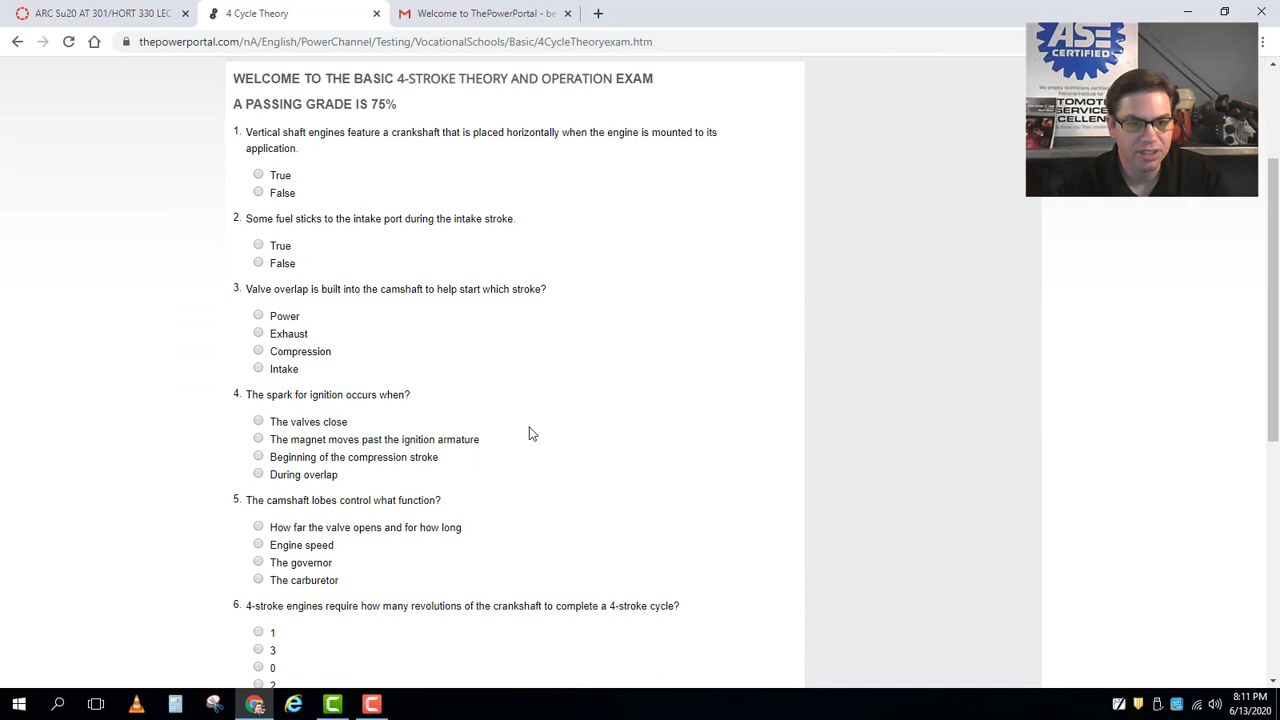 ARC Su20 AT 301/HORT 330 LEC
4 Cycle Theory
Welcome to ThePowerPortal - be
thepowerportal.com/nA/English/PowerChannel/Testing_VocationalSchools/Basic/4CycleTheoryexam.htm
WELCOME TO THE BASIC 4-STROKE THEORY AND OPERATION EXAM
A PASSING GRADE IS 75%
1. Vertical shaft engines feature a crankshaft that is placed horizontally when the engine is mounted to its
application.
True
False
2. Some fuel sticks to the intake port during the intake stroke.
True
False
3. Valve overlap is built into the camshaft to help start which stroke?
Power
Exhaust
Compression
Intake
4. The spark for ignition occurs when?
The valves close
The magnet moves past the ignition armature
Beginning of the compression stroke
During overlap
5. The camshaft lobes control what function?
How far the valve opens and for how long
Engine speed
The governor
The carburetor
6. 4-stroke engines require how many revolutions of the crankshaft to complete a 4-stroke cycle?
1
3
0
2
ASE
CERTIFIED
We employ technicians certified
8:11 PM
6/13/2020